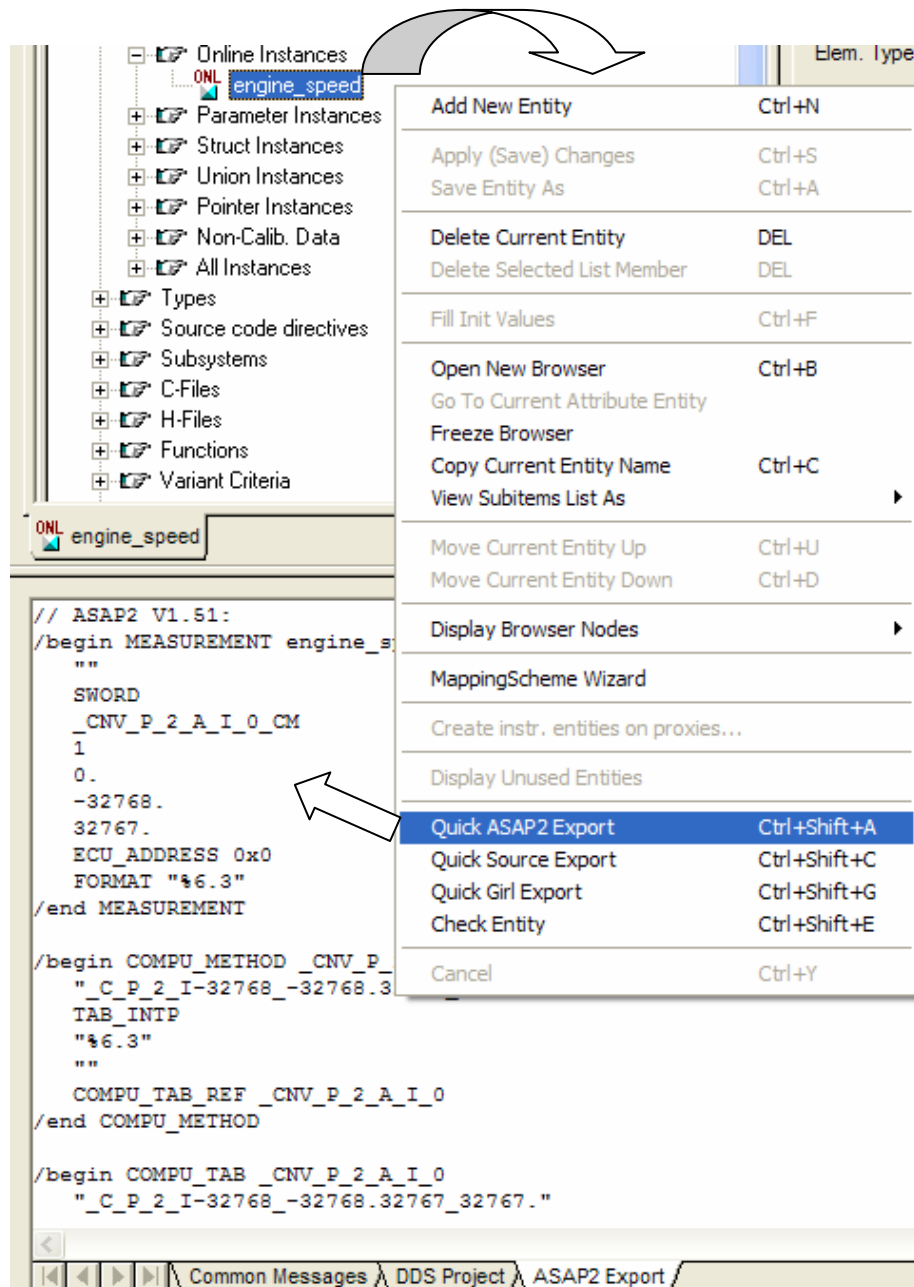 Online Instances
Elem. Type
ONL
engine_speed
Parameter Instances
Struct Instances
Union Instances
Pointer Instances
Non-Calib. Data
All Instances
Types
Source code directives
Subsystems
C-Files
H-Files
Functions
Variant Criteria
ONL
engine_speed
Add New Entity Ctrl+N
Apply (Save) Changes Ctrl+S
Save Entity As Ctrl+A
Delete Current Entity DEL
Delete Selected List Member DEL
Fill Init Values Ctrl+F
Open New Browser Ctrl+B
Go To Current Attribute Entity
Freeze Browser
Copy Current Entity Name Ctrl+C
View Subitems List As
Move Current Entity Up Ctrl+U
Move Current Entity Down Ctrl+D
Display Browser Nodes
MappingScheme Wizard
Create instr. entities on proxies...
Display Unused Entities
Quick ASAP2 Export Ctrl+Shift+A
Quick Source Export Ctrl+Shift+C
Quick Girl Export Ctrl+Shift+G
Check Entity Ctrl+Shift+E
Cancel Ctrl+Y
// ASAP2 V1.51:
/begin MEASUREMENT engine_s
""
SWORD
_CNV_P_2_A_I_0_CM
1
0.
-32768.
32767.
ECU_ADDRESS 0x0
FORMAT "%6.3"
/end MEASUREMENT
/begin COMPU_METHOD _CNV_P_
"_C_P_2_I-32768_-32768.3
TAB_INTP
"%6.3"
""
COMPU_TAB_REF _CNV_P_2_A_I_0
/end COMPU_METHOD
/begin COMPU_TAB _CNV_P_2_A_I_0
"_C_P_2_I-32768_-32768.32767_32767."
Common Messages DDS Project ASAP2 Export